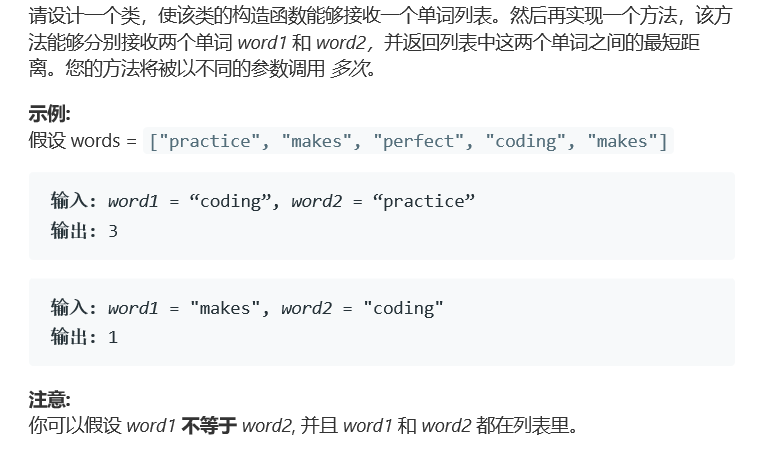 请设计一个类，使该类的构造函数能够接收一个单词列表。然后再实现一个方法，该方
法能够分别接收两个单词 word1 和 word2，并返回列表中这两个单词之间的最短距
离。您的方法将被以不同的参数调用 多次。
示例:
假设 words = ["practice", "makes", "perfect", "coding", "makes"]
输入: word1 = “coding”, word2 = “practice”
输出: 3
输入: word1 = "makes", word2 = "coding"
输出: 1
注意:
你可以假设 word1 不等于 word2, 并且 word1 和 word2 都在列表里。